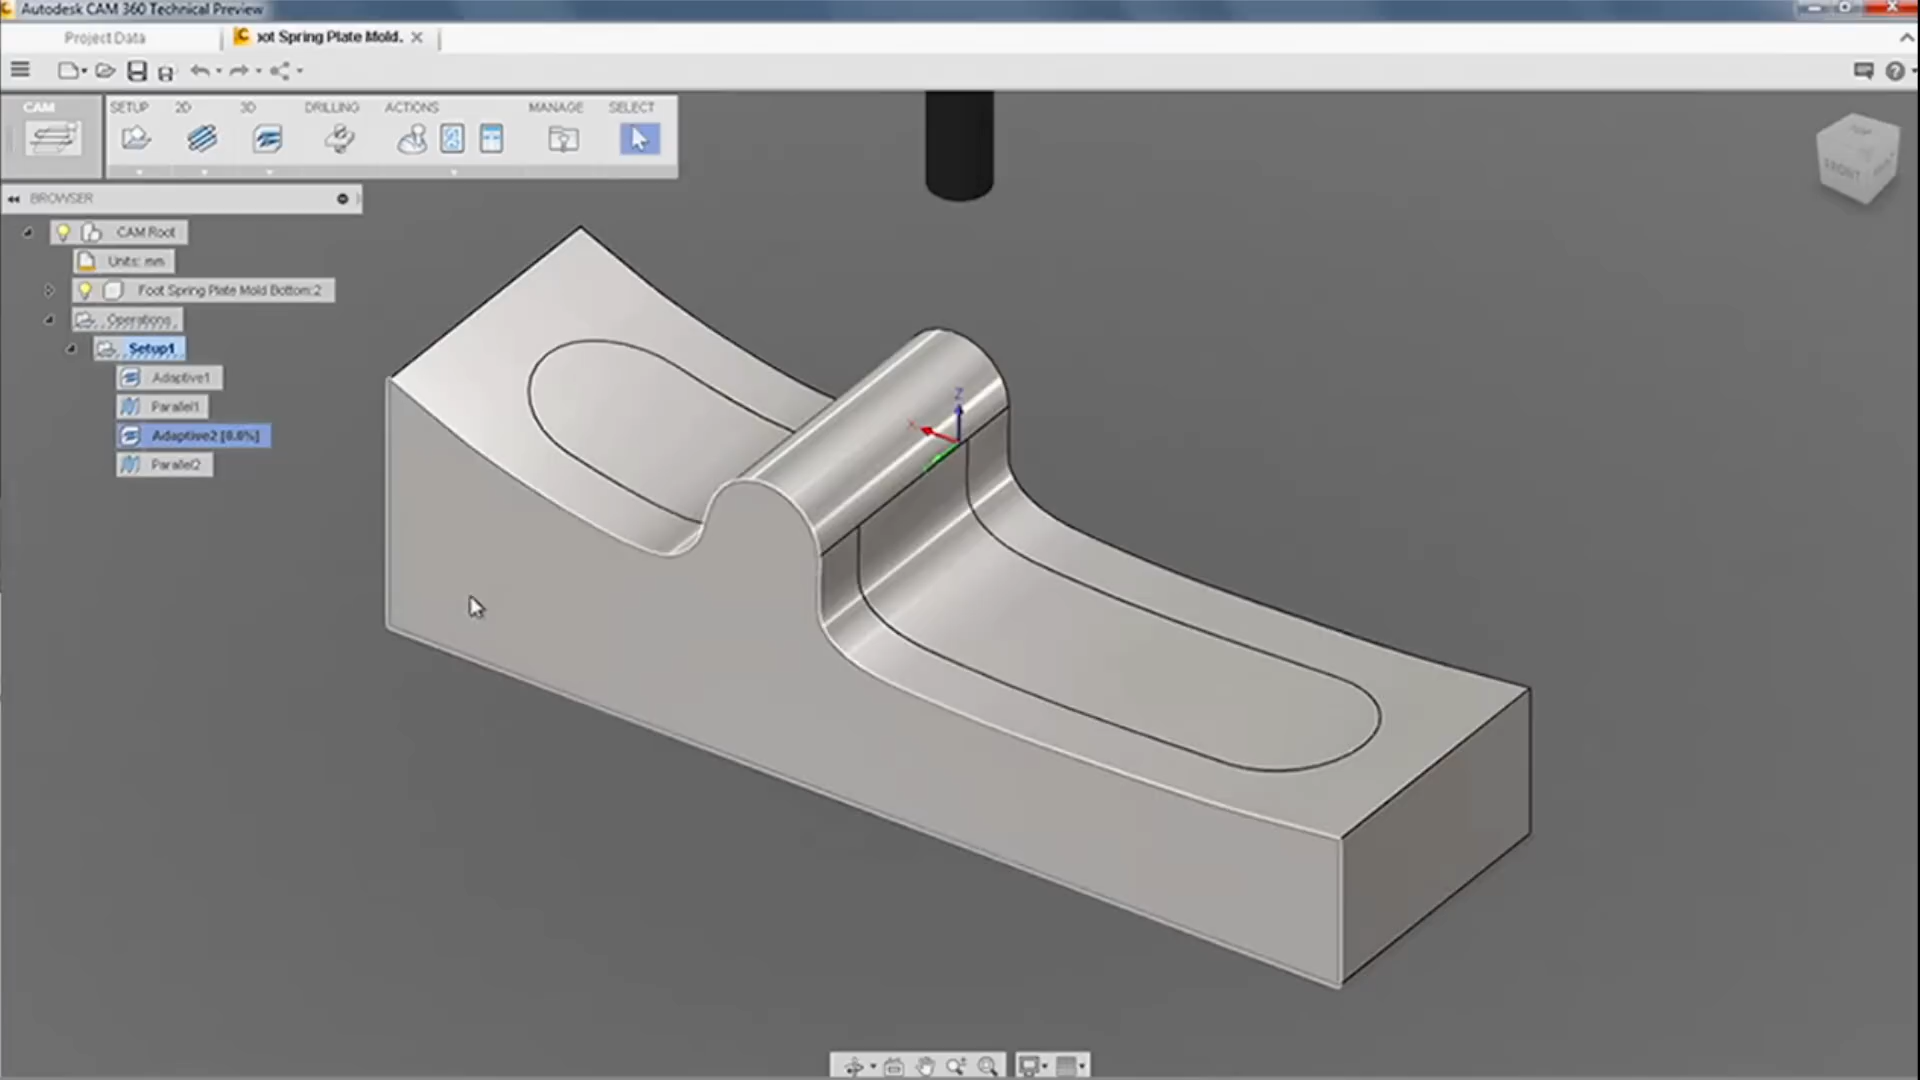 Autodesk CAM 360 Technical Preview
Project Data
oot Spring Plate Mold.
CAM
SETUP 2D 3D DRILLING ACTIONS MANAGE SELECT
BROWSER
CAM Root
Units: mm
Foot Spring Plate Mold Bottom:2
Operations
Setup1
Adaptive1
Parallel1
Adaptive2 [0.0%]
Parallel2
FRONT
Z
X